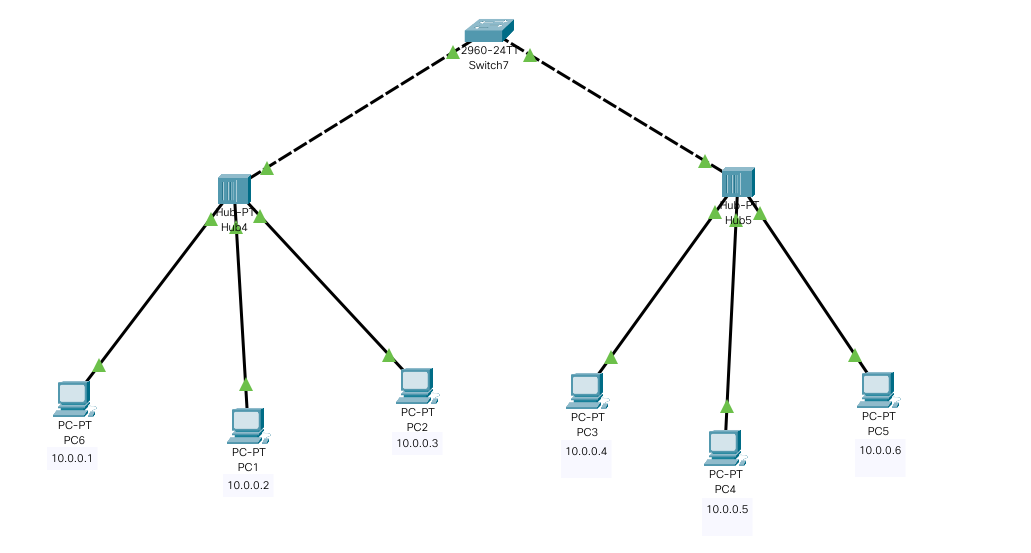 2960-24TT
Switch7
Hub-PT
Hub4
Hub-PT
Hub5
PC-PT
PC6
10.0.0.1
PC-PT
PC1
10.0.0.2
PC-PT
PC2
10.0.0.3
PC-PT
PC3
10.0.0.4
PC-PT
PC4
10.0.0.5
PC-PT
PC5
10.0.0.6